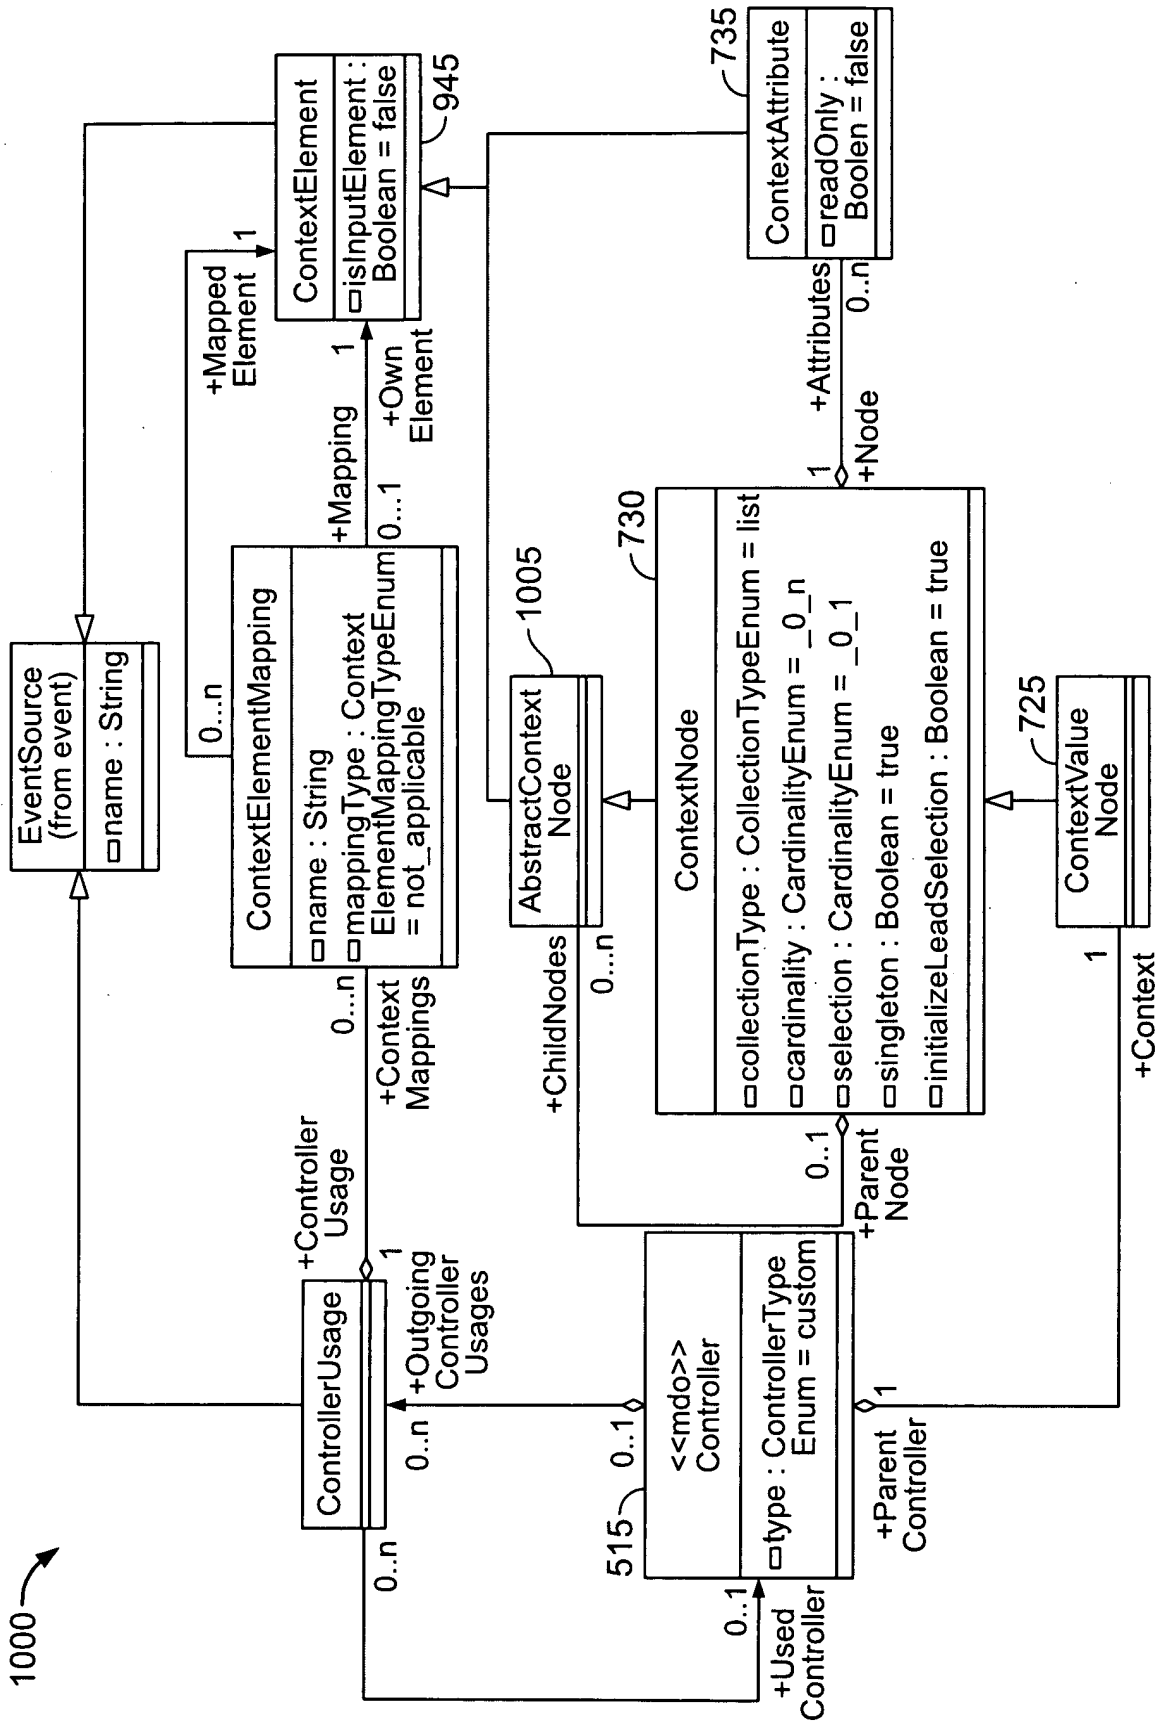 1000
EventSource
(from event)
name : String
ControllerUsage
+Controller
Usage
1
0...n
+Context
Mappings
ContextElementMapping
name : String
mappingType : Context
ElementMappingTypeEnum
= not_applicable
0...n
+Mapped
Element
1
+Mapping
0...1
1
+Own
Element
ContextElement
isInputElement :
Boolean = false
945
0..n
0..n
+Outgoing
Controller
Usages
0..1
515
<<mdo>>
Controller
type : ControllerType
Enum = custom
0..1
+Used
Controller
+Parent
Controller
1
+ChildNodes
0...n
AbstractContext
Node
1005
0..1
+Parent
Node
730
ContextNode
collectionType : CollectionTypeEnum = list
cardinality : CardinalityEnum = _0_n
selection : CardinalityEnum = _0_1
singleton : Boolean = true
initializeLeadSelection : Boolean = true
1
+Node
+Attributes
0..n
735
ContextAttribute
readOnly :
Boolen = false
725
ContextValue
Node
1
+Context